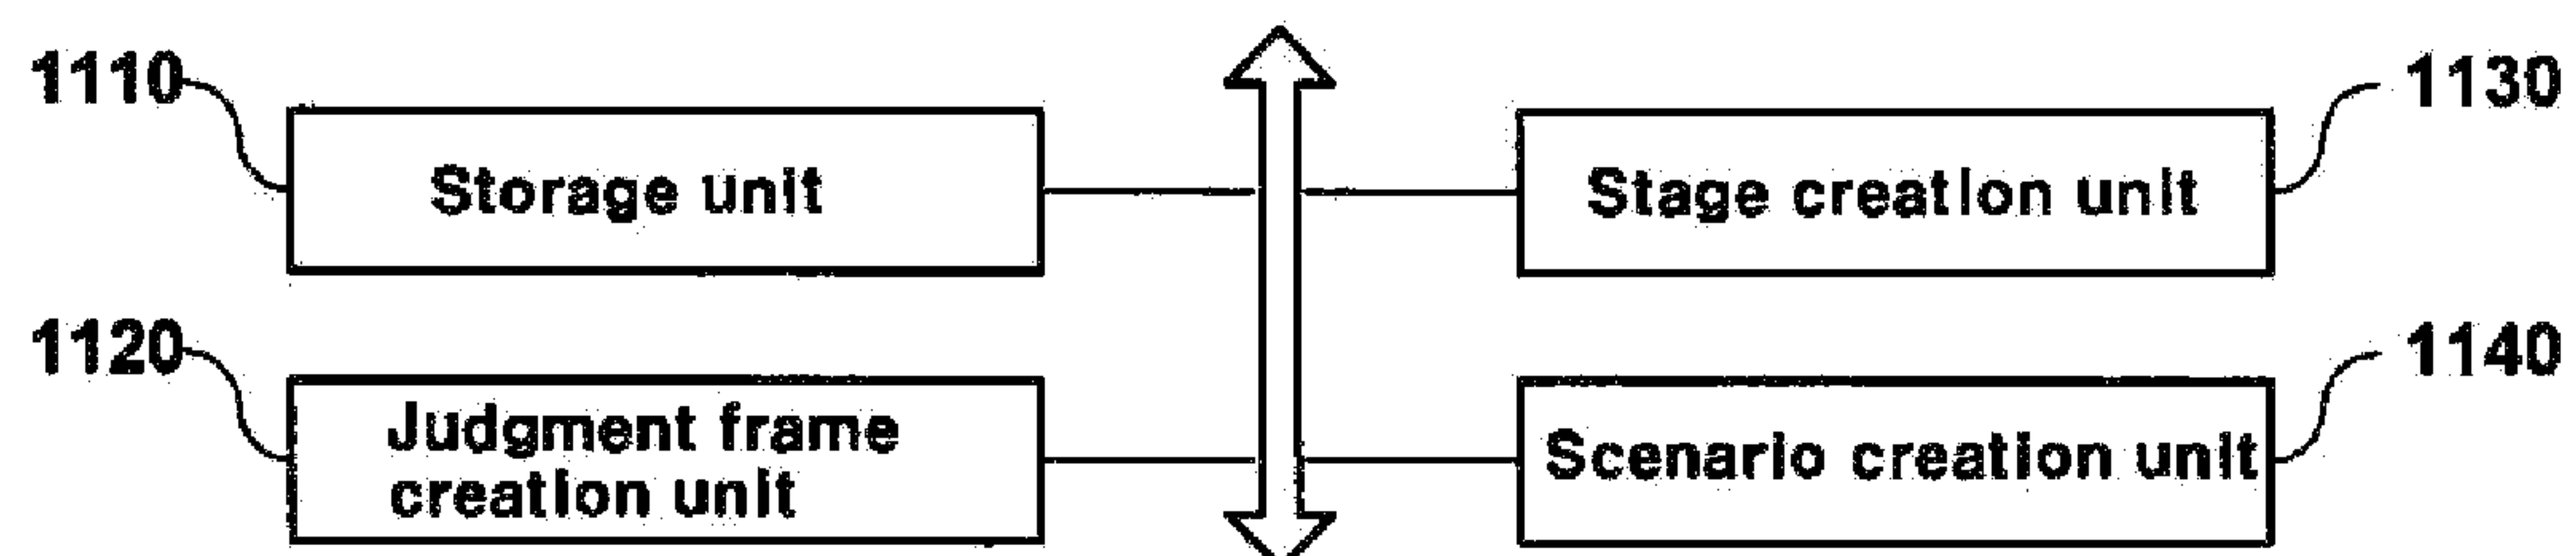 1110
Storage unit
1130
Stage creation unit
1120
Judgment frame
creation unit
1140
Scenario creation unit